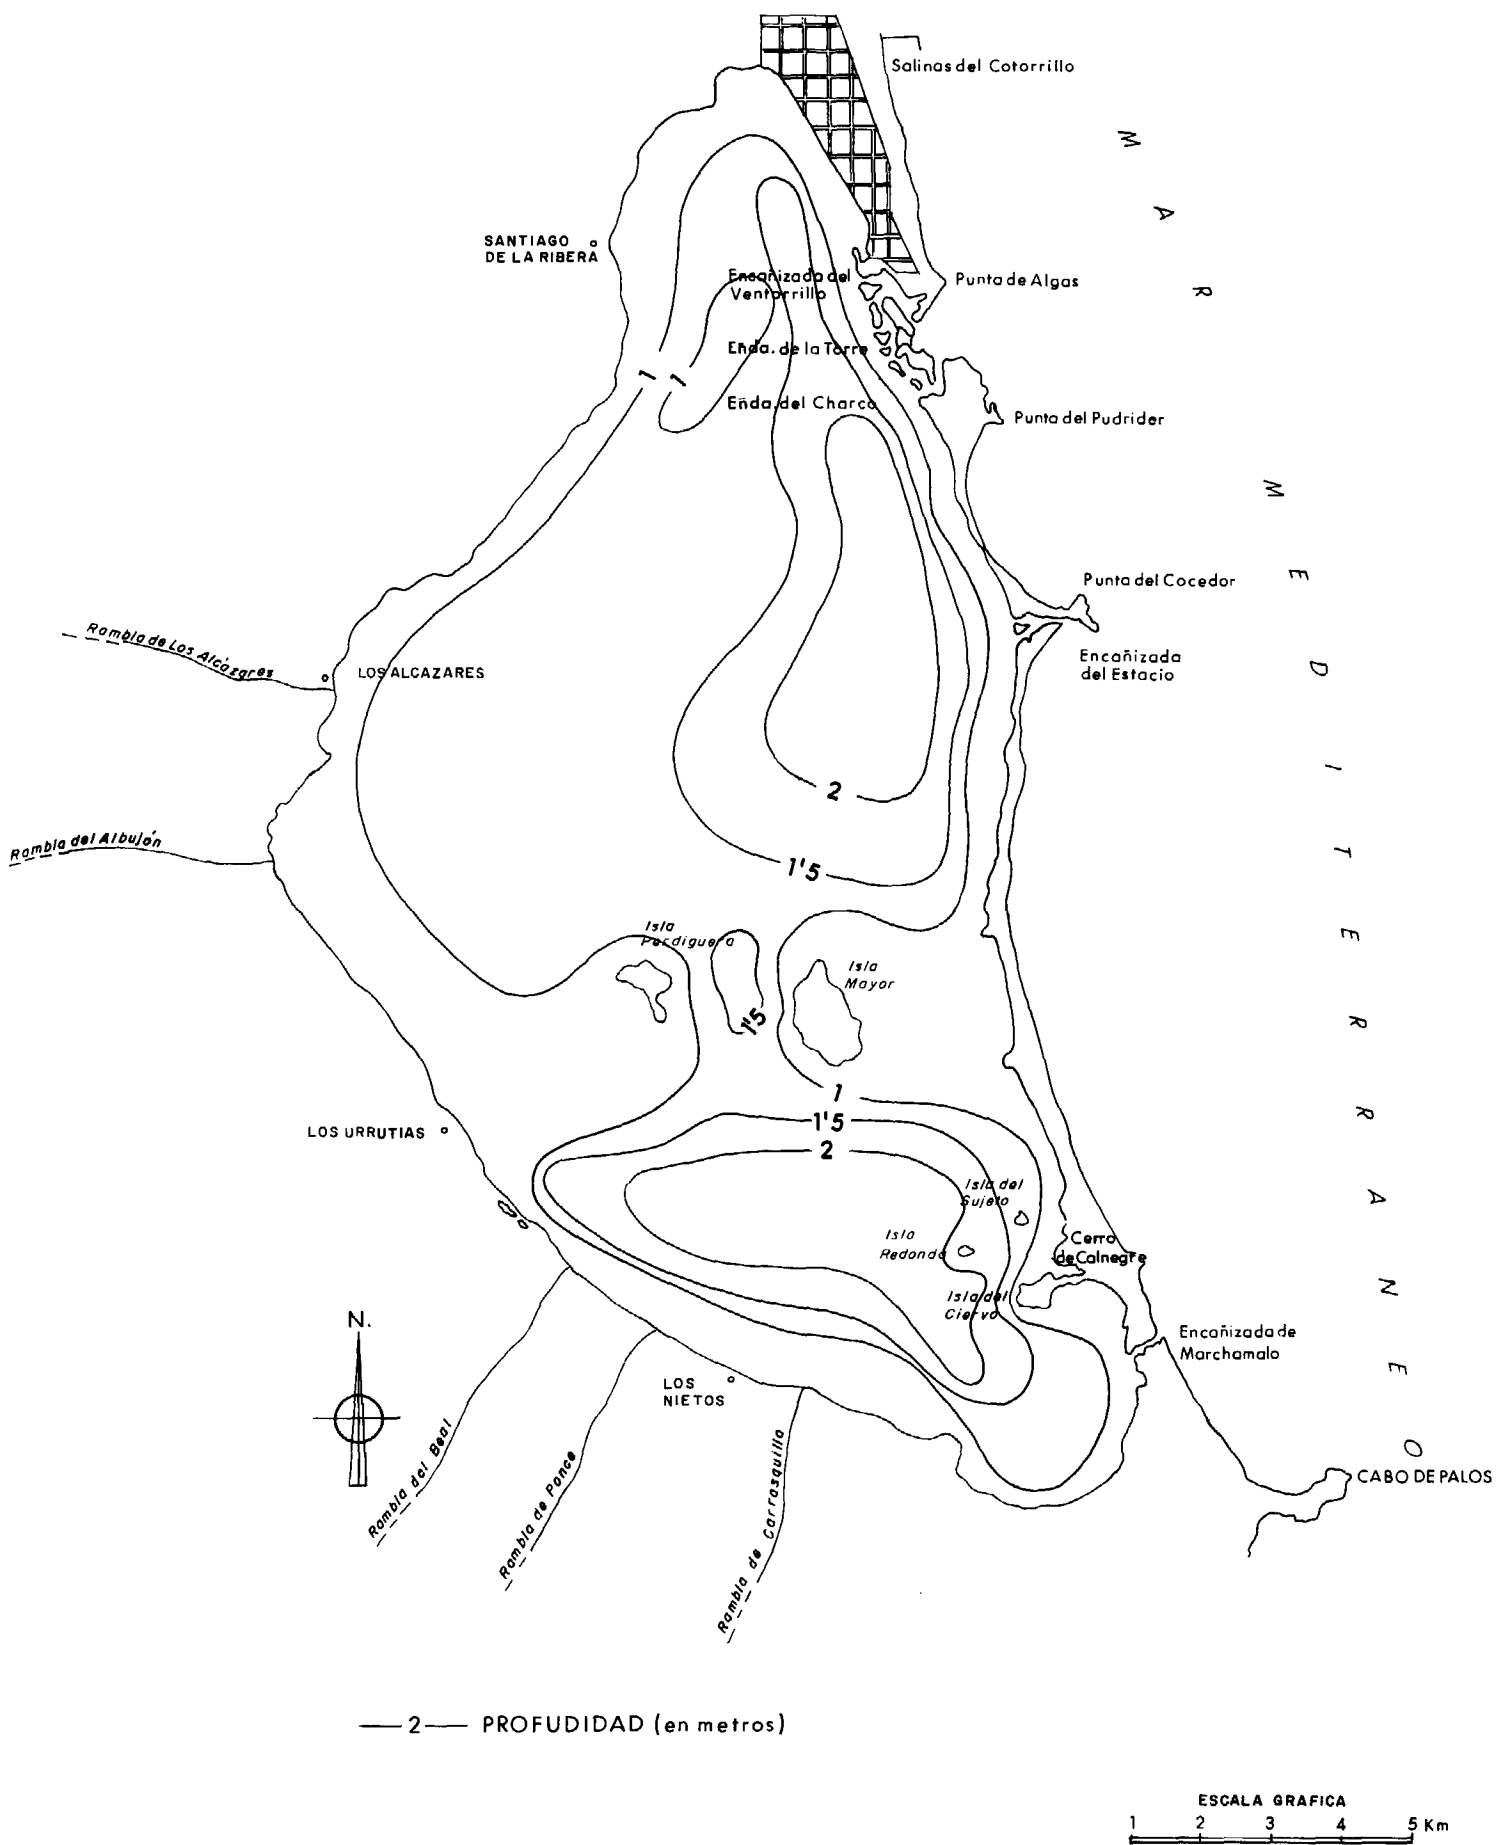 Salinas del Cotorrillo
MAR MEDITERRANEO
SANTIAGO
DE LA RIBERA
Encañizada del
Ventorrillo
Punta de Algas
Eñda. de la Torre
1
1
Eñda. del Charco
Punta del Pudrider
Punta del Cocedor
Rambla de Los Alcázares
LOS ALCAZARES
Encañizada
del Estacio
2
Rambla del Albujón
1'5
Isla
Perdiguera
Isla
Mayor
1'5
1
LOS URRUTIAS
1'5
2
Isla del
Sujeto
Isla
Redonda
Cerro
de Calnegre
Isla del
Ciervo
N.
Encañizada de
Marchamalo
LOS
NIETOS
Rambla del Beal
Rambla de Ponce
Rambla de Carrasquilla
CABO DE PALOS
2 PROFUDIDAD (en metros)
ESCALA GRAFICA
1 2 3 4 5 Km